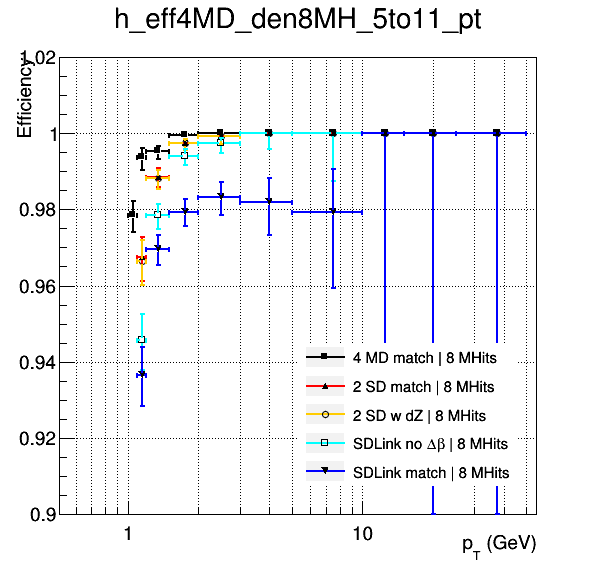 h_eff4MD_den8MH_5to11_pt
Efficiency
1.02
1
0.98
0.96
0.94
0.92
0.9
4 MD match | 8 MHits
2 SD match | 8 MHits
2 SD w dZ | 8 MHits
SDLink no Δβ | 8 MHits
SDLink match | 8 MHits
1
10
p_T (GeV)